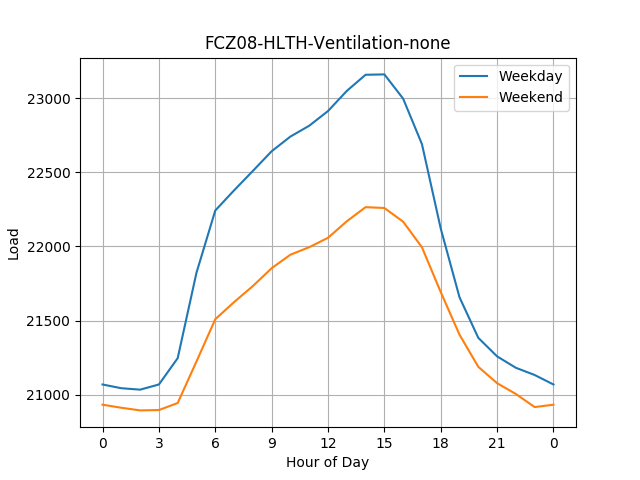 FCZ08-HLTH-Ventilation-none
Weekday
Weekend
Load
23000
22500
22000
21500
21000
0 3 6 9 12 15 18 21 0
Hour of Day